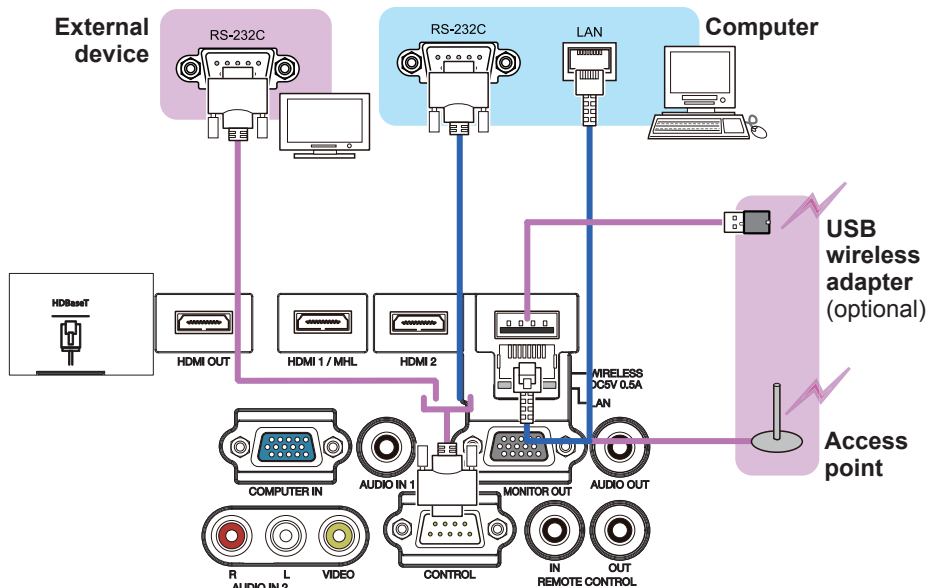 External
device
RS-232C
RS-232C
LAN
Computer
USB
wireless
adapter
(optional)
HDBaseT
HDMI OUT
HDMI 1 / MHL
HDMI 2
WIRELESS
DC5V 0.5A
LAN
Access
point
COMPUTER IN
AUDIO IN 1
MONITOR OUT
AUDIO OUT
R
L
VIDEO
AUDIO IN 2
CONTROL
IN
OUT
REMOTE CONTROL